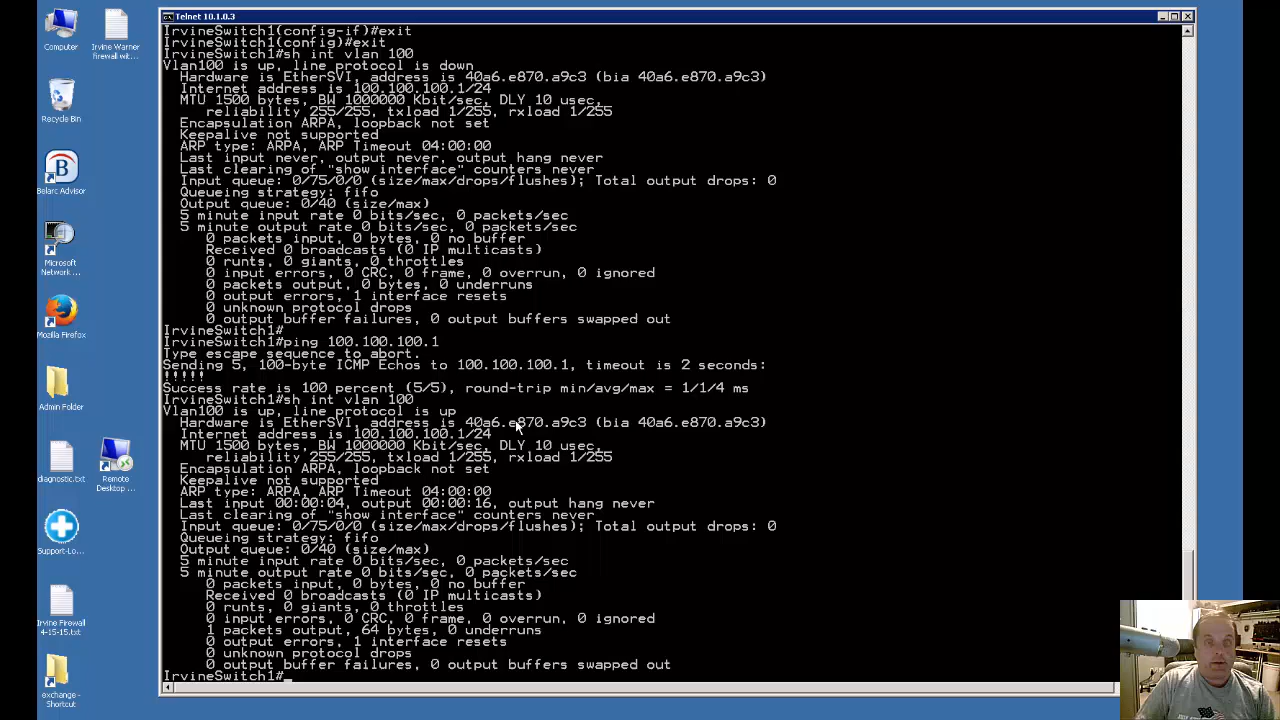 Telnet 10.1.0.3
IrvineSwitch1(config-if)#exit
IrvineSwitch1(config)#exit
IrvineSwitch1#sh int vlan 100
Vlan100 is up, line protocol is down
Hardware is EtherSVI, address is 40a6.e870.a9c3 (bia 40a6.e870.a9c3)
Internet address is 100.100.100.1/24
MTU 1500 bytes, BW 1000000 Kbit/sec, DLY 10 usec,
reliability 255/255, txload 1/255, rxload 1/255
Encapsulation ARPA, loopback not set
Keepalive not supported
ARP type: ARPA, ARP Timeout 04:00:00
Last input never, output never, output hang never
Last clearing of "show interface" counters never
Input queue: 0/75/0/0 (size/max/drops/flushes); Total output drops: 0
Queueing strategy: fifo
Output queue: 0/40 (size/max)
5 minute input rate 0 bits/sec, 0 packets/sec
5 minute output rate 0 bits/sec, 0 packets/sec
0 packets input, 0 bytes, 0 no buffer
Received 0 broadcasts (0 IP multicasts)
0 runts, 0 giants, 0 throttles
0 input errors, 0 CRC, 0 frame, 0 overrun, 0 ignored
0 packets output, 0 bytes, 0 underruns
0 output errors, 1 interface resets
0 unknown protocol drops
0 output buffer failures, 0 output buffers swapped out
IrvineSwitch1#
IrvineSwitch1#ping 100.100.100.1
Type escape sequence to abort.
Sending 5, 100-byte ICMP Echos to 100.100.100.1, timeout is 2 seconds:
!!!!!
Success rate is 100 percent (5/5), round-trip min/avg/max = 1/1/4 ms
IrvineSwitch1#sh int vlan 100
Vlan100 is up, line protocol is up
Hardware is EtherSVI, address is 40a6.e870.a9c3 (bia 40a6.e870.a9c3)
Internet address is 100.100.100.1/24
MTU 1500 bytes, BW 1000000 Kbit/sec, DLY 10 usec,
reliability 255/255, txload 1/255, rxload 1/255
Encapsulation ARPA, loopback not set
Keepalive not supported
ARP type: ARPA, ARP Timeout 04:00:00
Last input 00:00:04, output 00:00:16, output hang never
Last clearing of "show interface" counters never
Input queue: 0/75/0/0 (size/max/drops/flushes); Total output drops: 0
Queueing strategy: fifo
Output queue: 0/40 (size/max)
5 minute input rate 0 bits/sec, 0 packets/sec
5 minute output rate 0 bits/sec, 0 packets/sec
0 packets input, 0 bytes, 0 no buffer
Received 0 broadcasts (0 IP multicasts)
0 runts, 0 giants, 0 throttles
0 input errors, 0 CRC, 0 frame, 0 overrun, 0 ignored
1 packets output, 64 bytes, 0 underruns
0 output errors, 1 interface resets
0 unknown protocol drops
0 output buffer failures, 0 output buffers swapped out
IrvineSwitch1#
Computer
Irvine Warner
firewall wit...
Recycle Bin
Belarc Advisor
Microsoft
Network ...
Mozilla Firefox
Admin Folder
diagnostic.txt
Remote
Desktop ...
Support-Lo...
Irvine Firewall
4-15-15.txt
exchange -
Shortcut